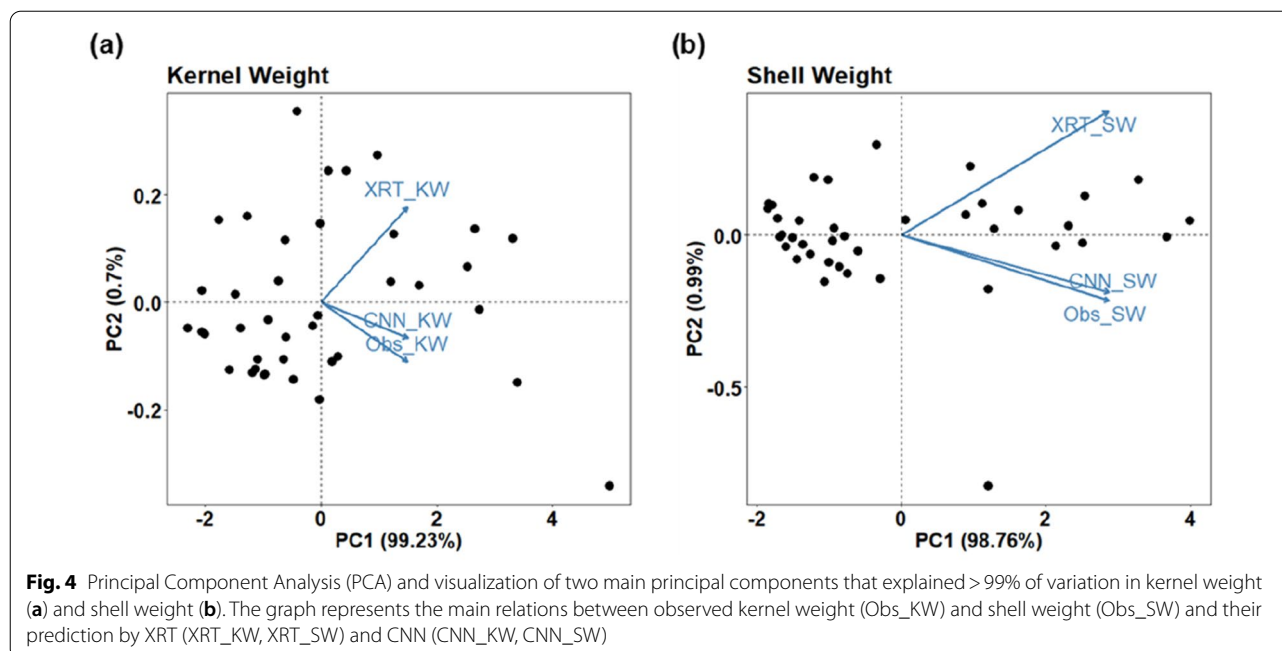 (a)
Kernel Weight
XRT_KW
CNN_KW
Obs_KW
0.2
0.0
-0.2
PC2 (0.7%)
-2 0 2 4
PC1 (99.23%)
(b)
Shell Weight
XRT_SW
CNN_SW
Obs_SW
0.0
-0.5
PC2 (0.99%)
-2 0 2 4
PC1 (98.76%)
Fig. 4 Principal Component Analysis (PCA) and visualization of two main principal components that explained > 99% of variation in kernel weight
(a) and shell weight (b). The graph represents the main relations between observed kernel weight (Obs_KW) and shell weight (Obs_SW) and their
prediction by XRT (XRT_KW, XRT_SW) and CNN (CNN_KW, CNN_SW)